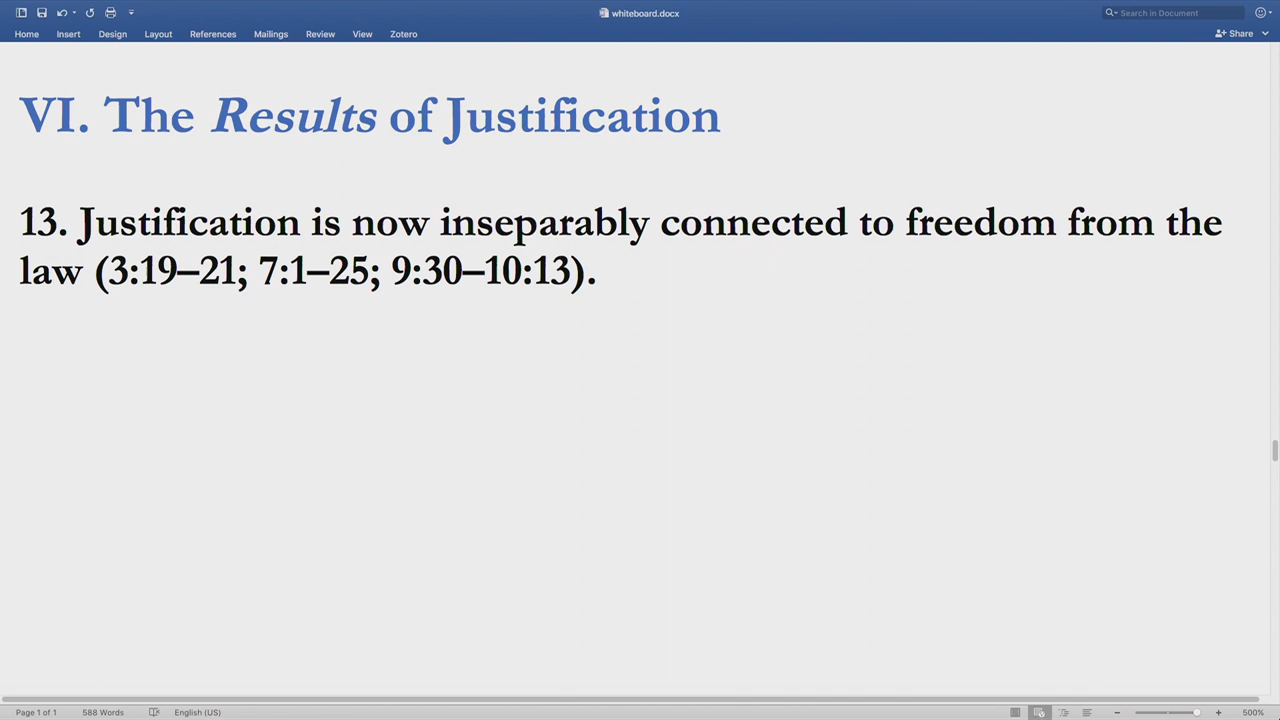 whiteboard.docx
Search in Document
Home Insert Design Layout References Mailings Review View Zotero Share
VI. The Results of Justification
13. Justification is now inseparably connected to freedom from the
law (3:19–21; 7:1–25; 9:30–10:13).
Page 1 of 1 588 Words English (US) 500%